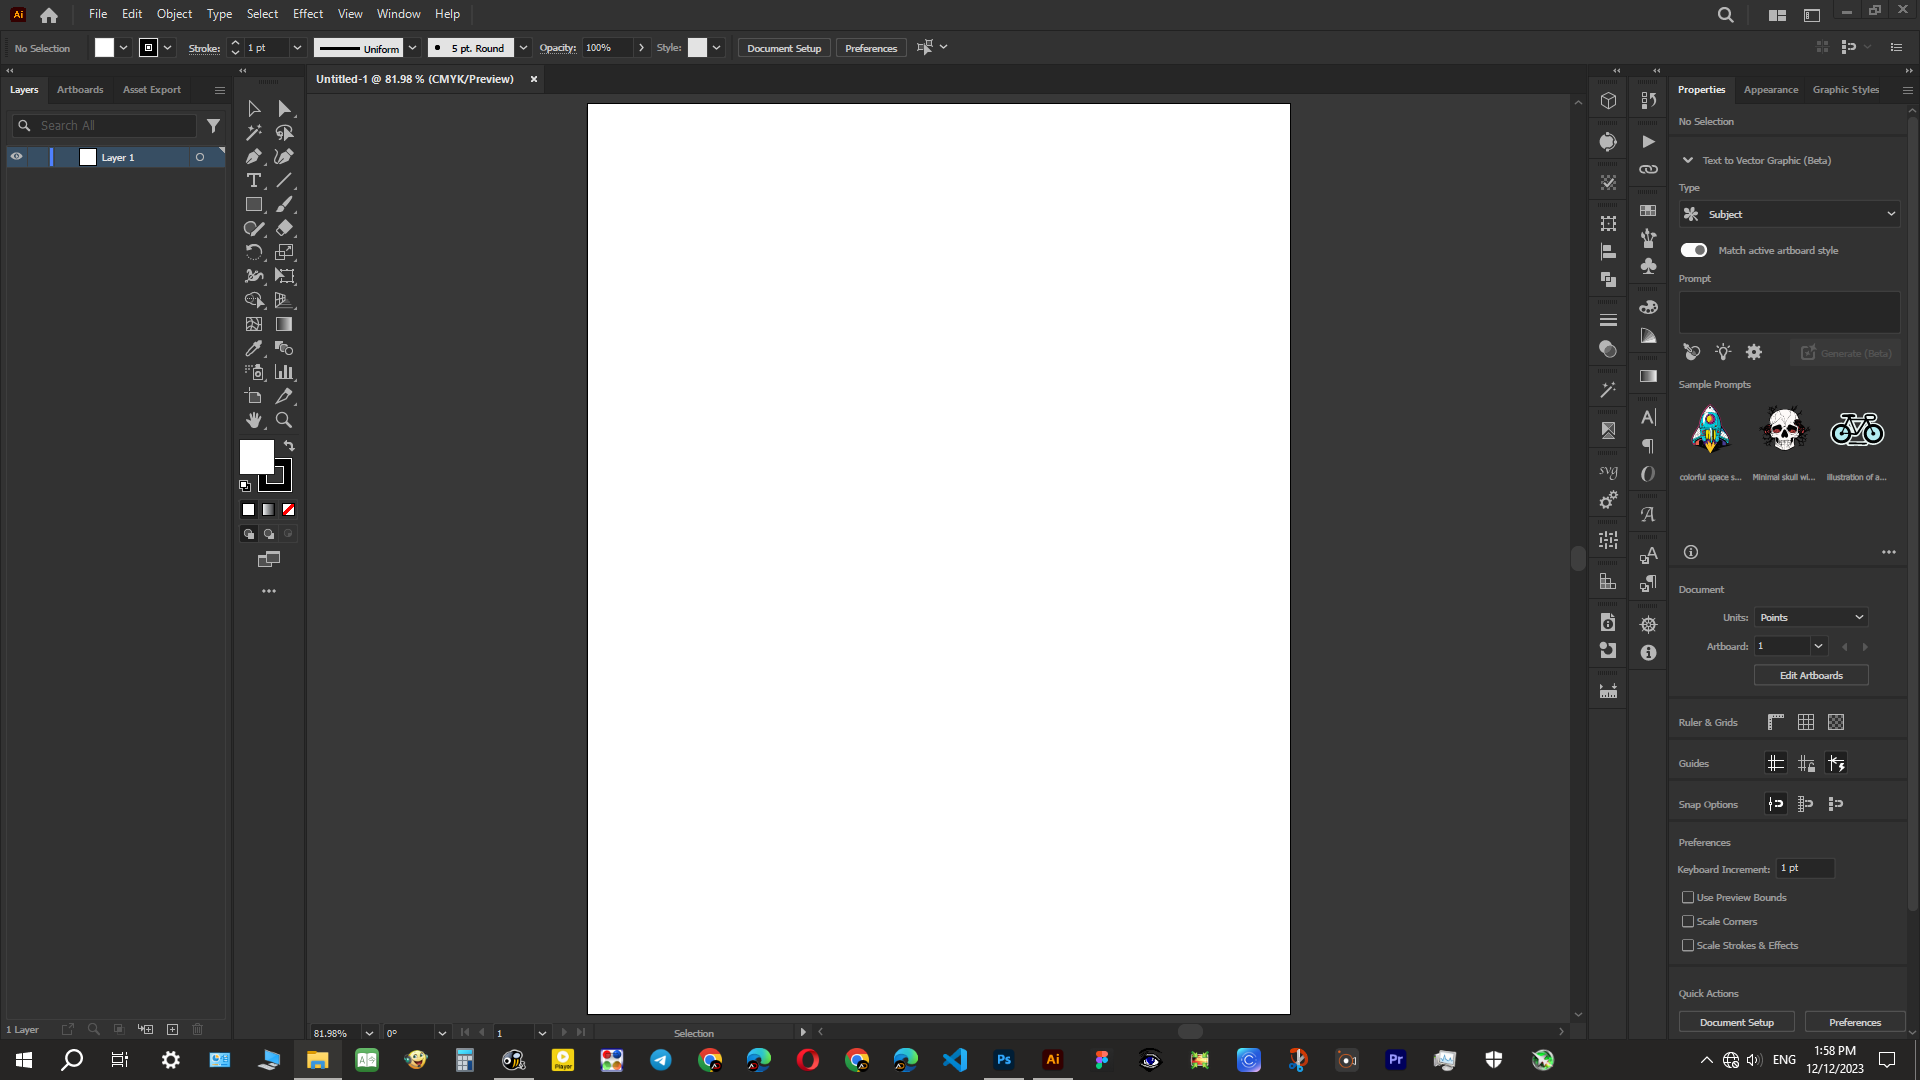 Ai File Edit Object Type Select Effect View Window Help
No Selection Stroke: 1 pt Uniform 5 pt. Round Opacity: 100% Style: Document Setup Preferences
Layers Artboards Asset Export
Search All
Layer 1
1 Layer
Untitled-1 @ 81.98 % (CMYK/Preview)
81.98% 0° 1 Selection
svg
Properties Appearance Graphic Styles
No Selection
Text to Vector Graphic (Beta)
Type
Subject
Match active artboard style
Prompt
Generate (Beta)
Sample Prompts
colorful space s... Minimal skull wi... Illustration of a...
Document
Units: Points
Artboard: 1
Edit Artboards
Ruler & Grids
Guides
Snap Options
Preferences
Keyboard Increment: 1 pt
Use Preview Bounds
Scale Corners
Scale Strokes & Effects
Quick Actions
Document Setup Preferences
Player Ps Ai Pr ENG 1:58 PM
12/12/2023